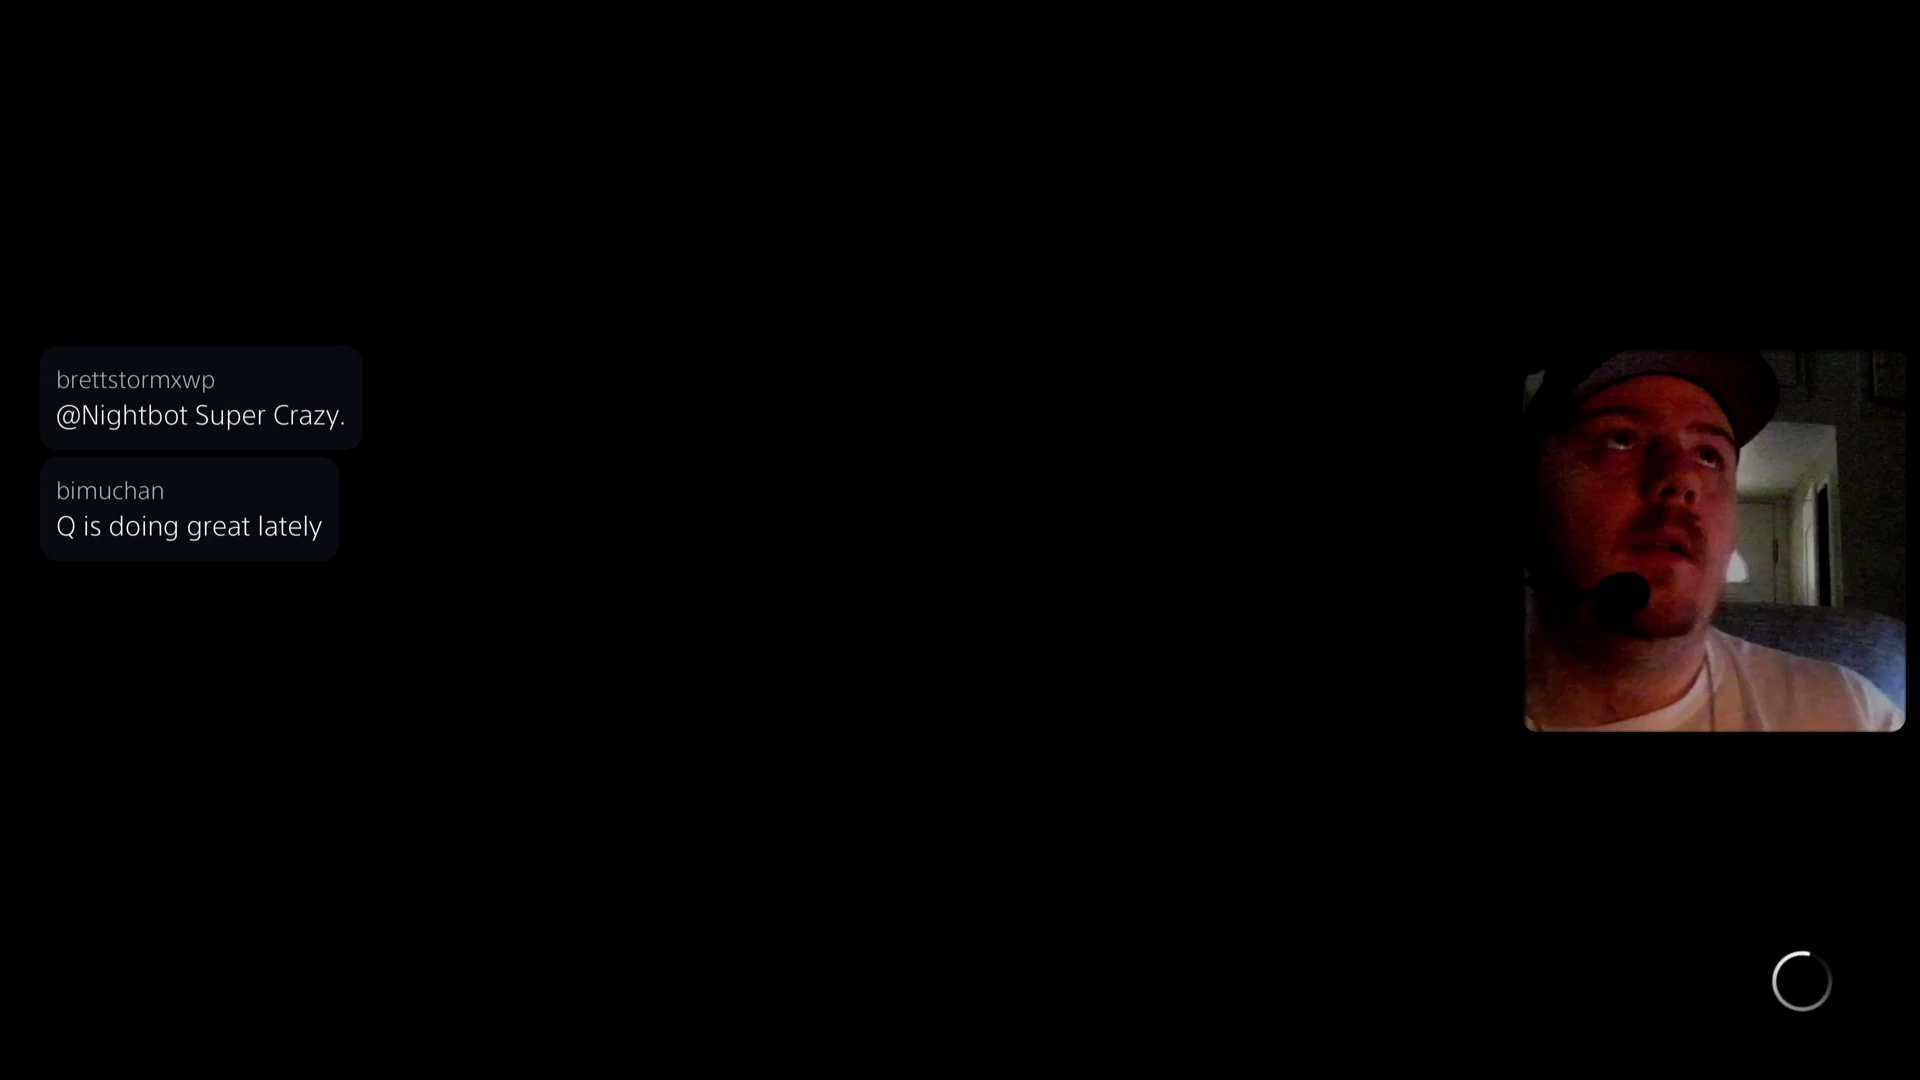 brettstormxwp
@Nightbot Super Crazy.
bimuchan
Q is doing great lately